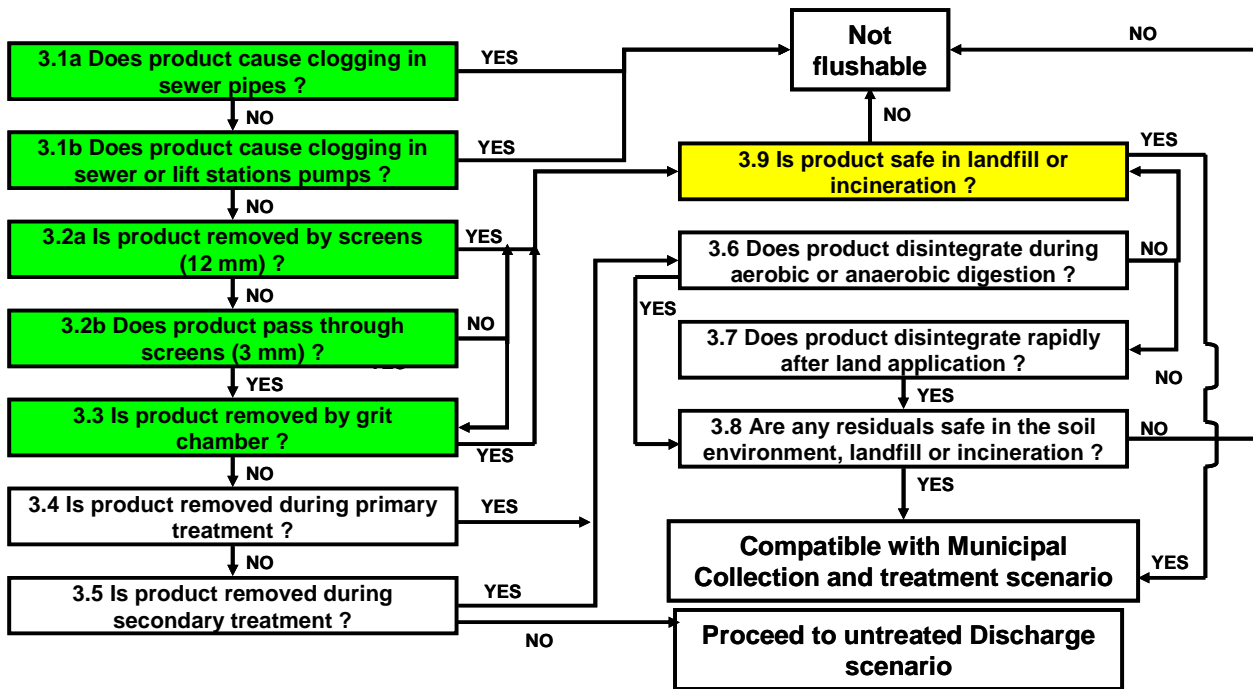 Not
flushable
NO
3.1a Does product cause clogging in
sewer pipes ?
YES
NO
NO
3.1b Does product cause clogging in
sewer or lift stations pumps ?
YES
3.9 Is product safe in landfill or
incineration ?
YES
NO
3.2a Is product removed by screens
(12 mm) ?
YES
3.6 Does product disintegrate during
aerobic or anaerobic digestion ?
NO
NO
YES
3.2b Does product pass through
screens (3 mm) ?
NO
3.7 Does product disintegrate rapidly
after land application ?
NO
YES
YES
3.3 Is product removed by grit
chamber ?
YES
3.8 Are any residuals safe in the soil
environment, landfill or incineration ?
NO
NO
YES
3.4 Is product removed during primary
treatment ?
YES
Compatible with Municipal
Collection and treatment scenario
YES
NO
3.5 Is product removed during
secondary treatment ?
YES
NO
Proceed to untreated Discharge
scenario